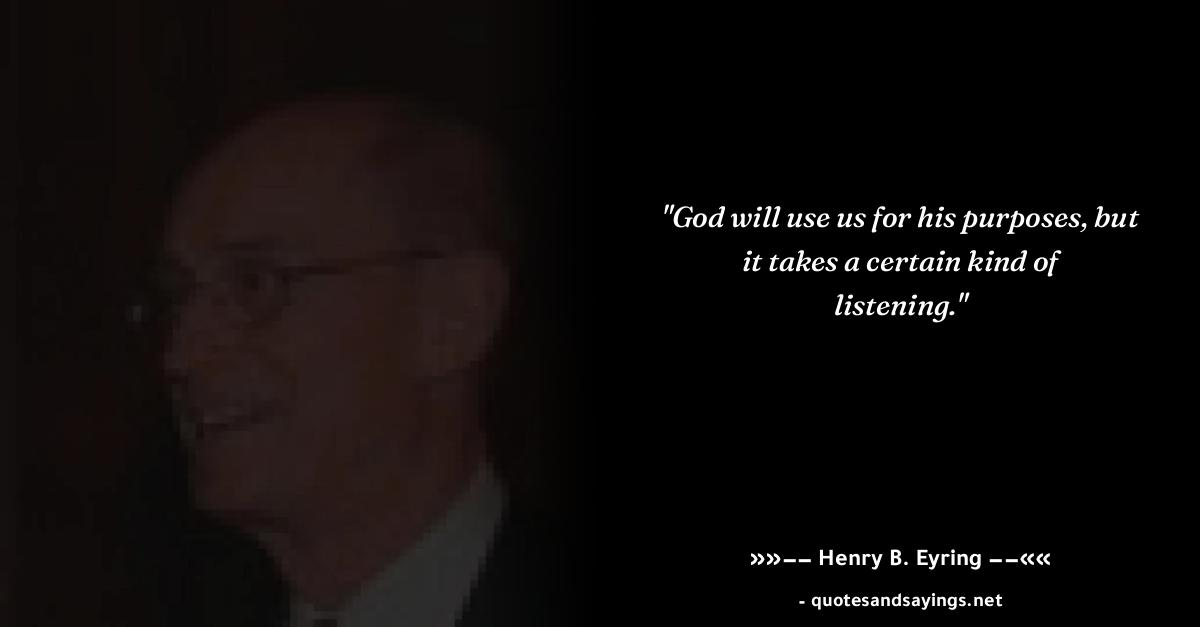 "God will use us for his purposes, but
it takes a certain kind of
listening."
»»–– Henry B. Eyring ––««
- quotesandsayings.net